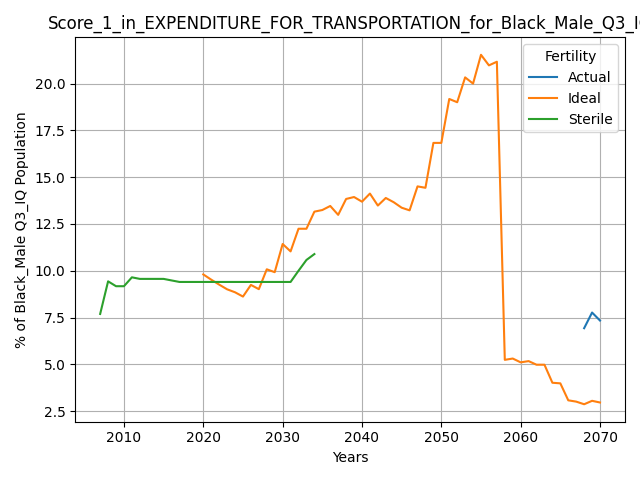 Score_1_in_EXPENDITURE_FOR_TRANSPORTATION_for_Black_Male_Q3_IQ
Fertility
Actual
Ideal
Sterile
% of Black_Male Q3_IQ Population
20.0
17.5
15.0
12.5
10.0
7.5
5.0
2.5
2010 2020 2030 2040 2050 2060 2070
Years